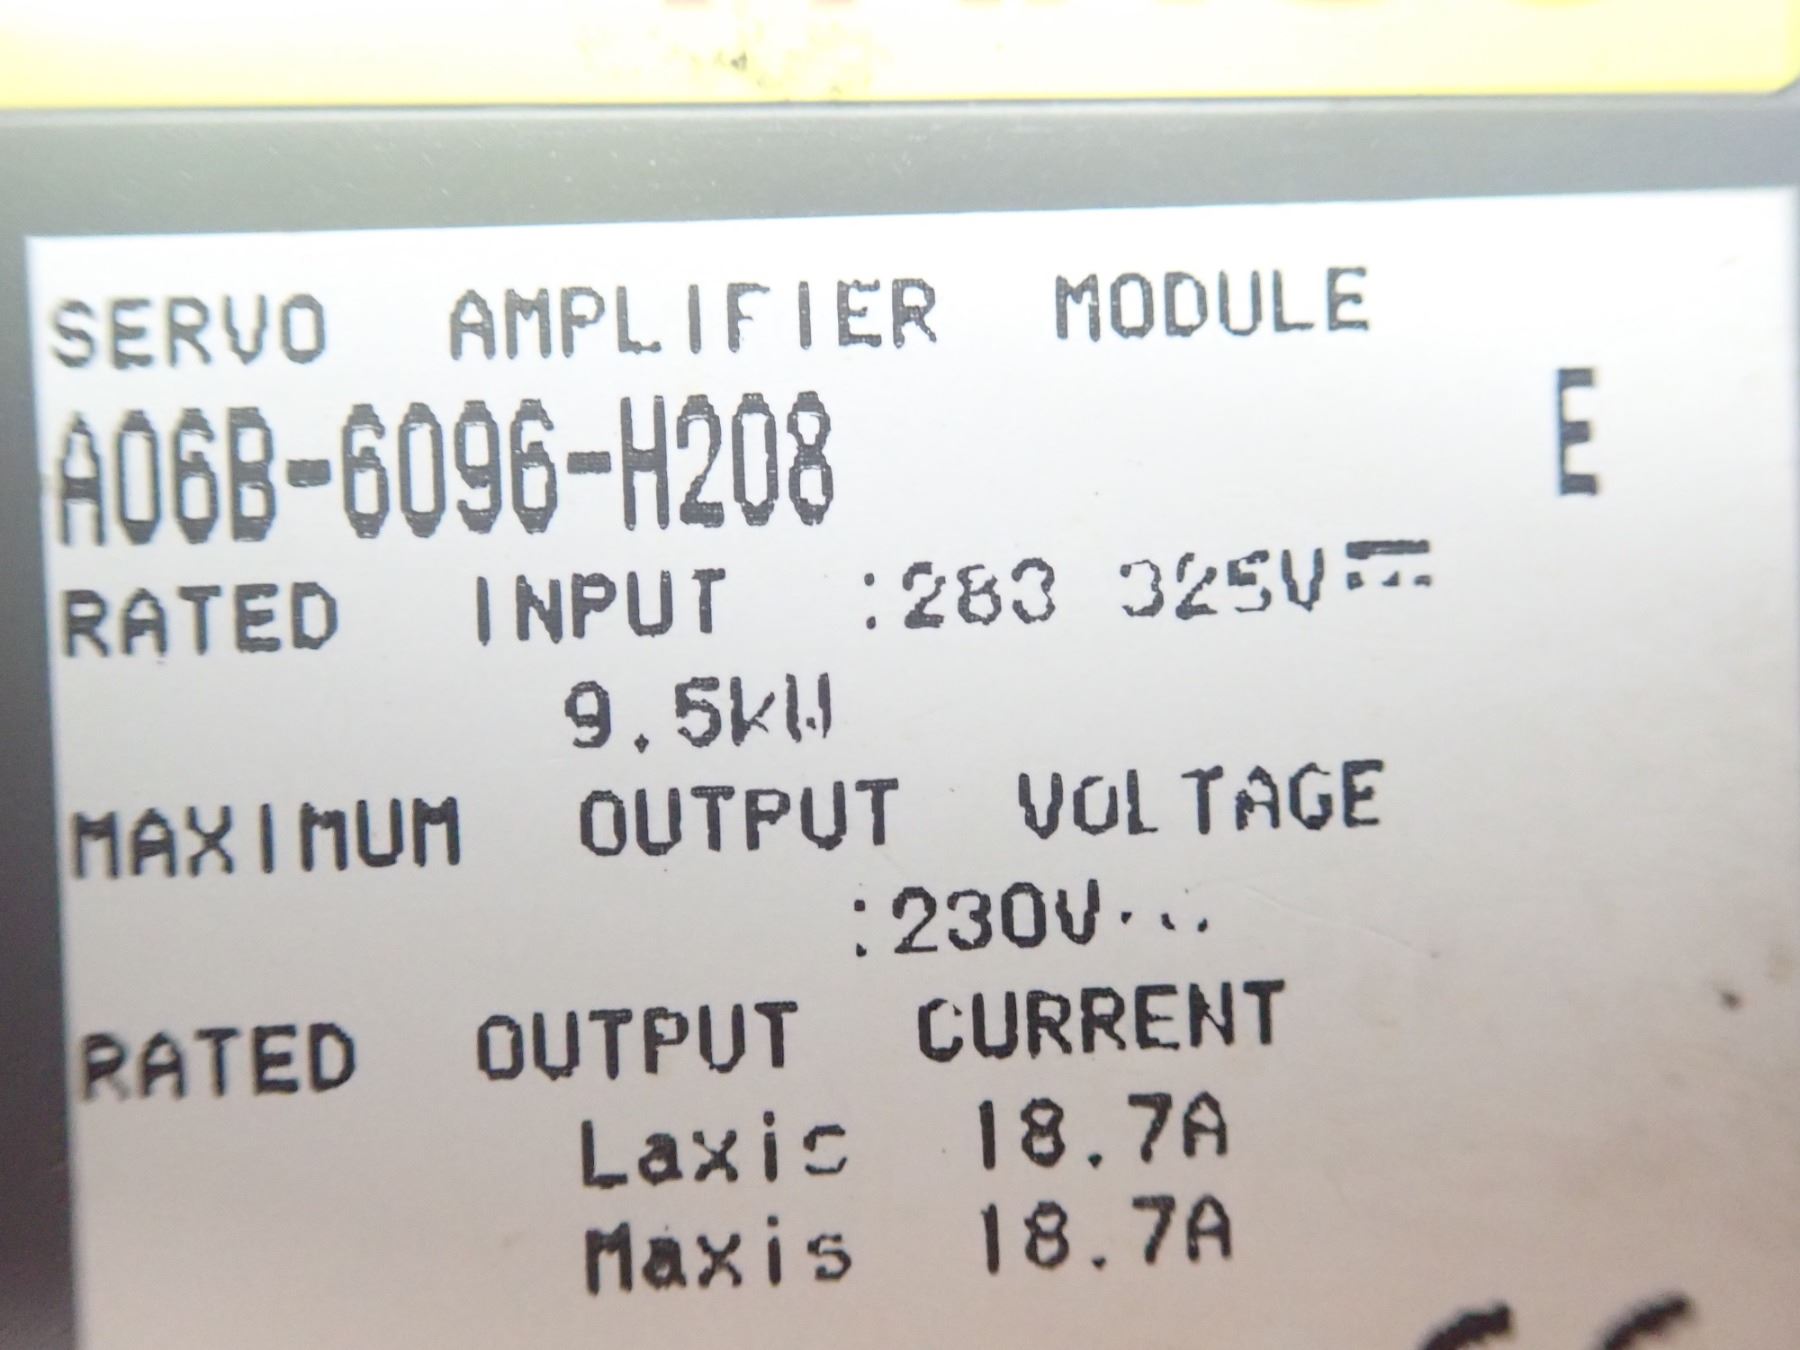 SERVO AMPLIFIER MODULE
A06B-6096-H208 E
RATED INPUT :283 325V⎓
9.5kW
MAXIMUM OUTPUT VOLTAGE
:230V
RATED OUTPUT CURRENT
Laxis 18.7A
Maxis 18.7A